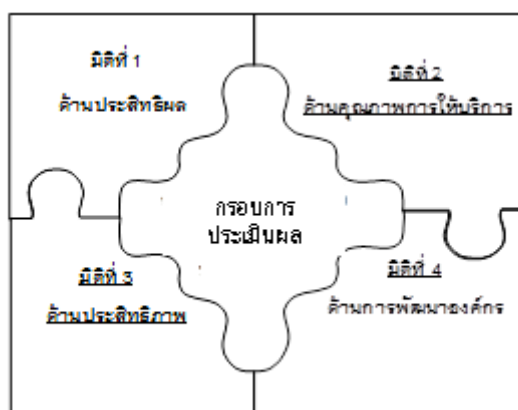 มิติที่ 1
ด้านประสิทธิผล
มิติที่ 2
ด้านคุณภาพการให้บริการ
กรอบการ
ประเมินผล
มิติที่ 3
ด้านประสิทธิภาพ
มิติที่ 4
ด้านการพัฒนาองค์กร